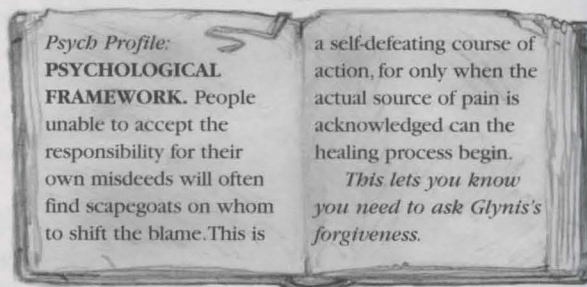 Psych Profile:
PSYCHOLOGICAL
FRAMEWORK. People
unable to accept the
responsibility for their
own misdeeds will often
find scapegoats on whom
to shift the blame. This is
a self-defeating course of
action, for only when the
actual source of pain is
acknowledged can the
healing process begin.
This lets you know
you need to ask Glynis's
forgiveness.